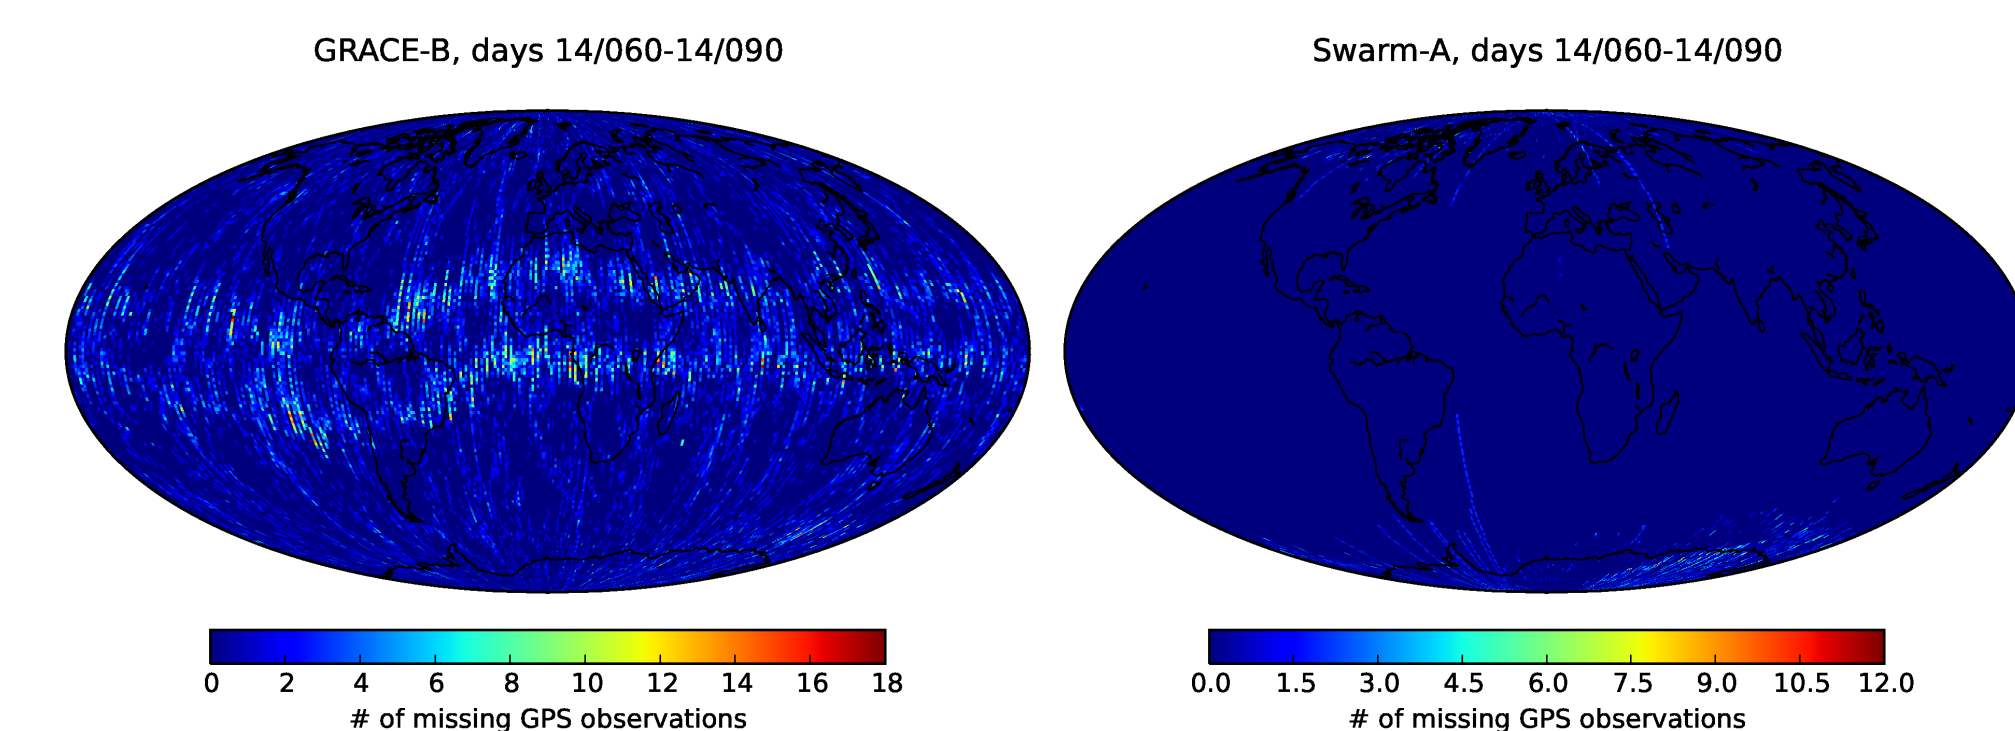 GRACE-B, days 14/060-14/090
Swarm-A, days 14/060-14/090
0 2 4 6 8 10 12 14 16 18
# of missing GPS observations
0.0 1.5 3.0 4.5 6.0 7.5 9.0 10.5 12.0
# of missing GPS observations